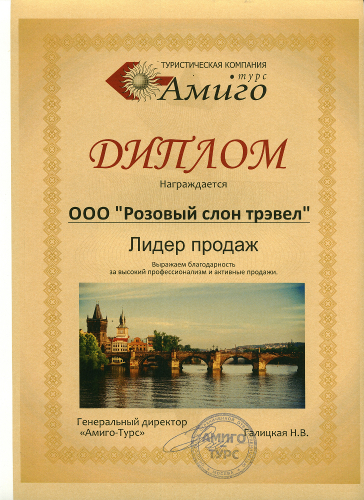 ТУРИСТИЧЕСКАЯ КОМПАНИЯ
Амиго турс
ДИПЛОМ
Награждается
ООО "Розовый слон трэвел"
Лидер продаж
Выражаем благодарность
за высокий профессионализм и активные продажи.
Генеральный директор
«Амиго-Турс» Галицкая Н.В.
АМИГО
ТУРС